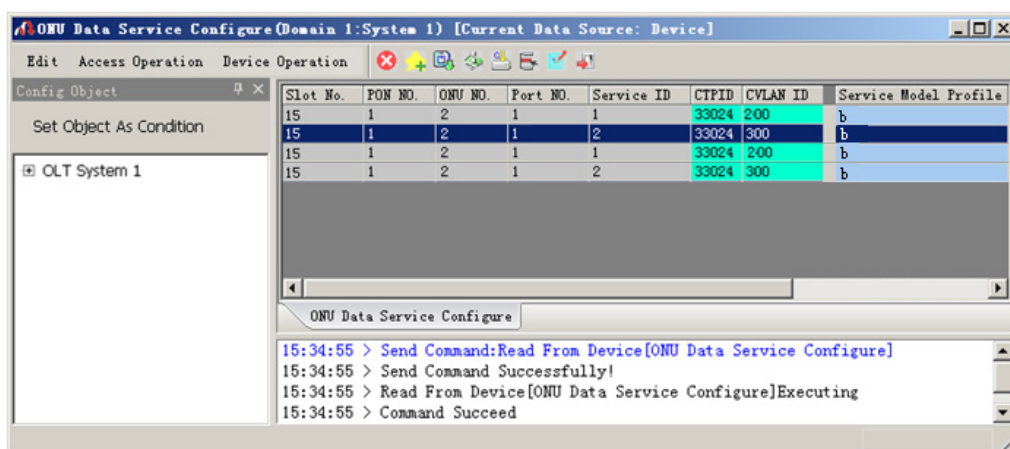 ONU Data Service Configure(Domain 1:System 1) [Current Data Source: Device]
Edit Access Operation Device Operation
Config Object
Set Object As Condition
OLT System 1
Slot No. PON NO. ONU NO. Port NO. Service ID CTPID CVLAN ID Service Model Profile
15 1 2 1 1 33024 200 b
15 1 2 1 2 33024 300 b
15 1 2 1 1 33024 200 b
15 1 2 1 2 33024 300 b
ONU Data Service Configure
15:34:55 > Send Command:Read From Device[ONU Data Service Configure]
15:34:55 > Send Command Successfully!
15:34:55 > Read From Device[ONU Data Service Configure]Executing
15:34:55 > Command Succeed